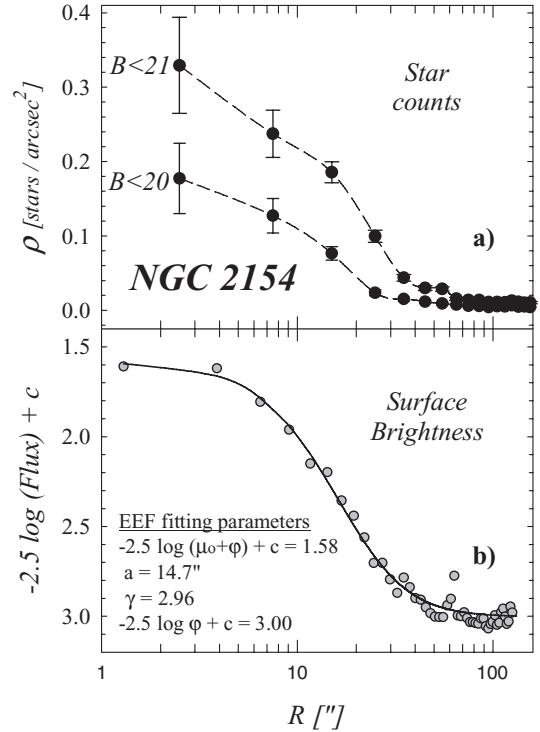 0.4
0.3
0.2
0.1
0.0
ρ [stars / arcsec²]
B<21
B<20
Star
counts
a)
NGC 2154
1.5
2.0
2.5
3.0
-2.5 log (Flux) + c
Surface
Brightness
EEF fitting parameters
-2.5 log (μ₀+φ) + c = 1.58
a = 14.7"
γ = 2.96
-2.5 log φ + c = 3.00
b)
1 10 100
R ["]